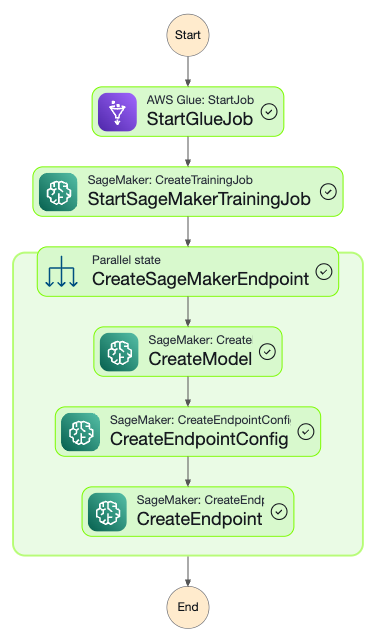 Start
AWS Glue: StartJob
StartGlueJob
SageMaker: CreateTrainingJob
StartSageMakerTrainingJob
Parallel state
CreateSageMakerEndpoint
SageMaker: Create
CreateModel
SageMaker: CreateEndpointConfi
CreateEndpointConfig
SageMaker: CreateEndp
CreateEndpoint
End